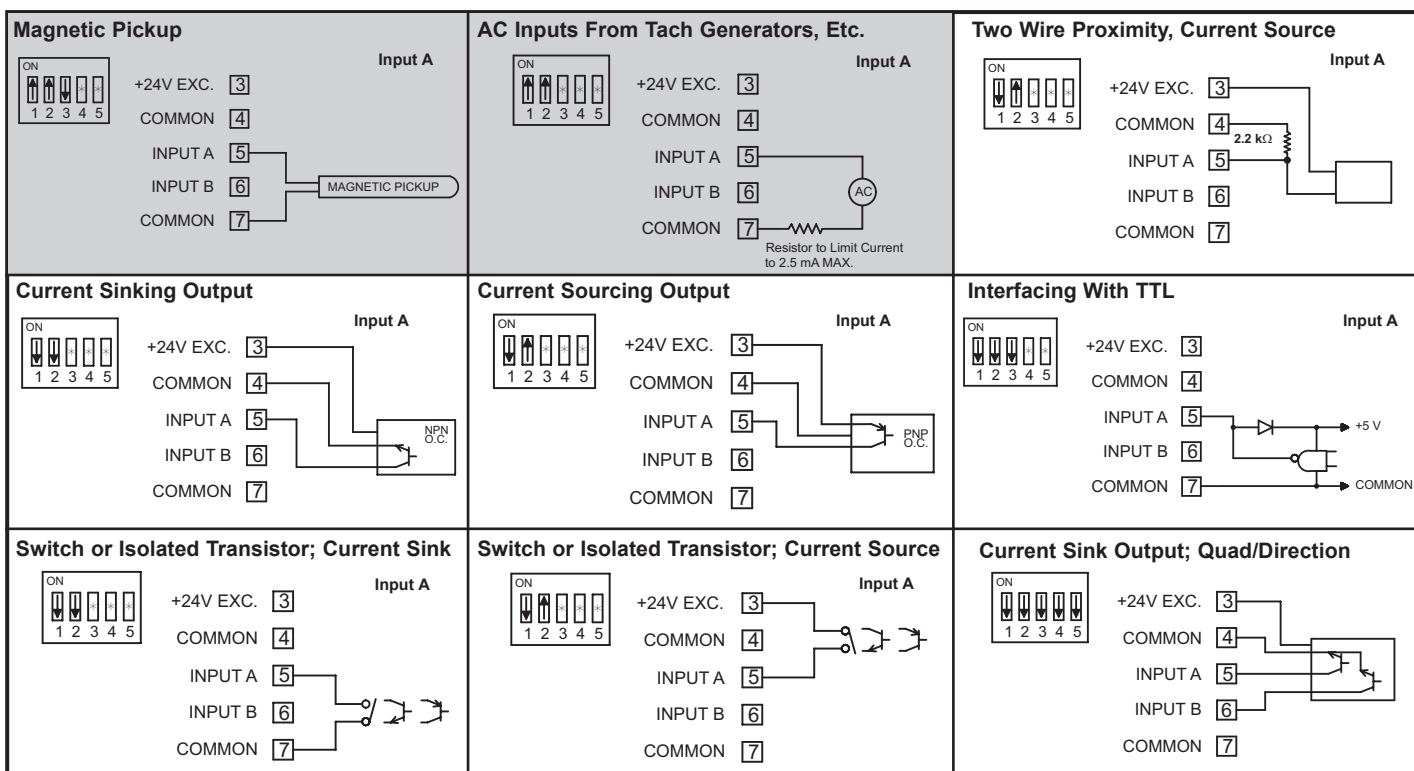 Magnetic Pickup
ON
1 2 3 4 5
Input A
+24V EXC. 3
COMMON 4
INPUT A 5
INPUT B 6
COMMON 7
MAGNETIC PICKUP
AC Inputs From Tach Generators, Etc.
ON
1 2 3 4 5
Input A
+24V EXC. 3
COMMON 4
INPUT A 5
INPUT B 6
COMMON 7
AC
Resistor to Limit Current
to 2.5 mA MAX.
Two Wire Proximity, Current Source
ON
1 2 3 4 5
Input A
+24V EXC. 3
COMMON 4
2.2 kΩ
INPUT A 5
INPUT B 6
COMMON 7
Current Sinking Output
ON
1 2 3 4 5
Input A
+24V EXC. 3
COMMON 4
INPUT A 5
INPUT B 6
COMMON 7
NPN
O.C.
Current Sourcing Output
ON
1 2 3 4 5
Input A
+24V EXC. 3
COMMON 4
INPUT A 5
INPUT B 6
COMMON 7
PNP
O.C.
Interfacing With TTL
ON
1 2 3 4 5
Input A
+24V EXC. 3
COMMON 4
INPUT A 5
INPUT B 6
COMMON 7
+5 V
COMMON
Switch or Isolated Transistor; Current Sink
ON
1 2 3 4 5
Input A
+24V EXC. 3
COMMON 4
INPUT A 5
INPUT B 6
COMMON 7
Switch or Isolated Transistor; Current Source
ON
1 2 3 4 5
Input A
+24V EXC. 3
COMMON 4
INPUT A 5
INPUT B 6
COMMON 7
Current Sink Output; Quad/Direction
ON
1 2 3 4 5
+24V EXC. 3
COMMON 4
INPUT A 5
INPUT B 6
COMMON 7